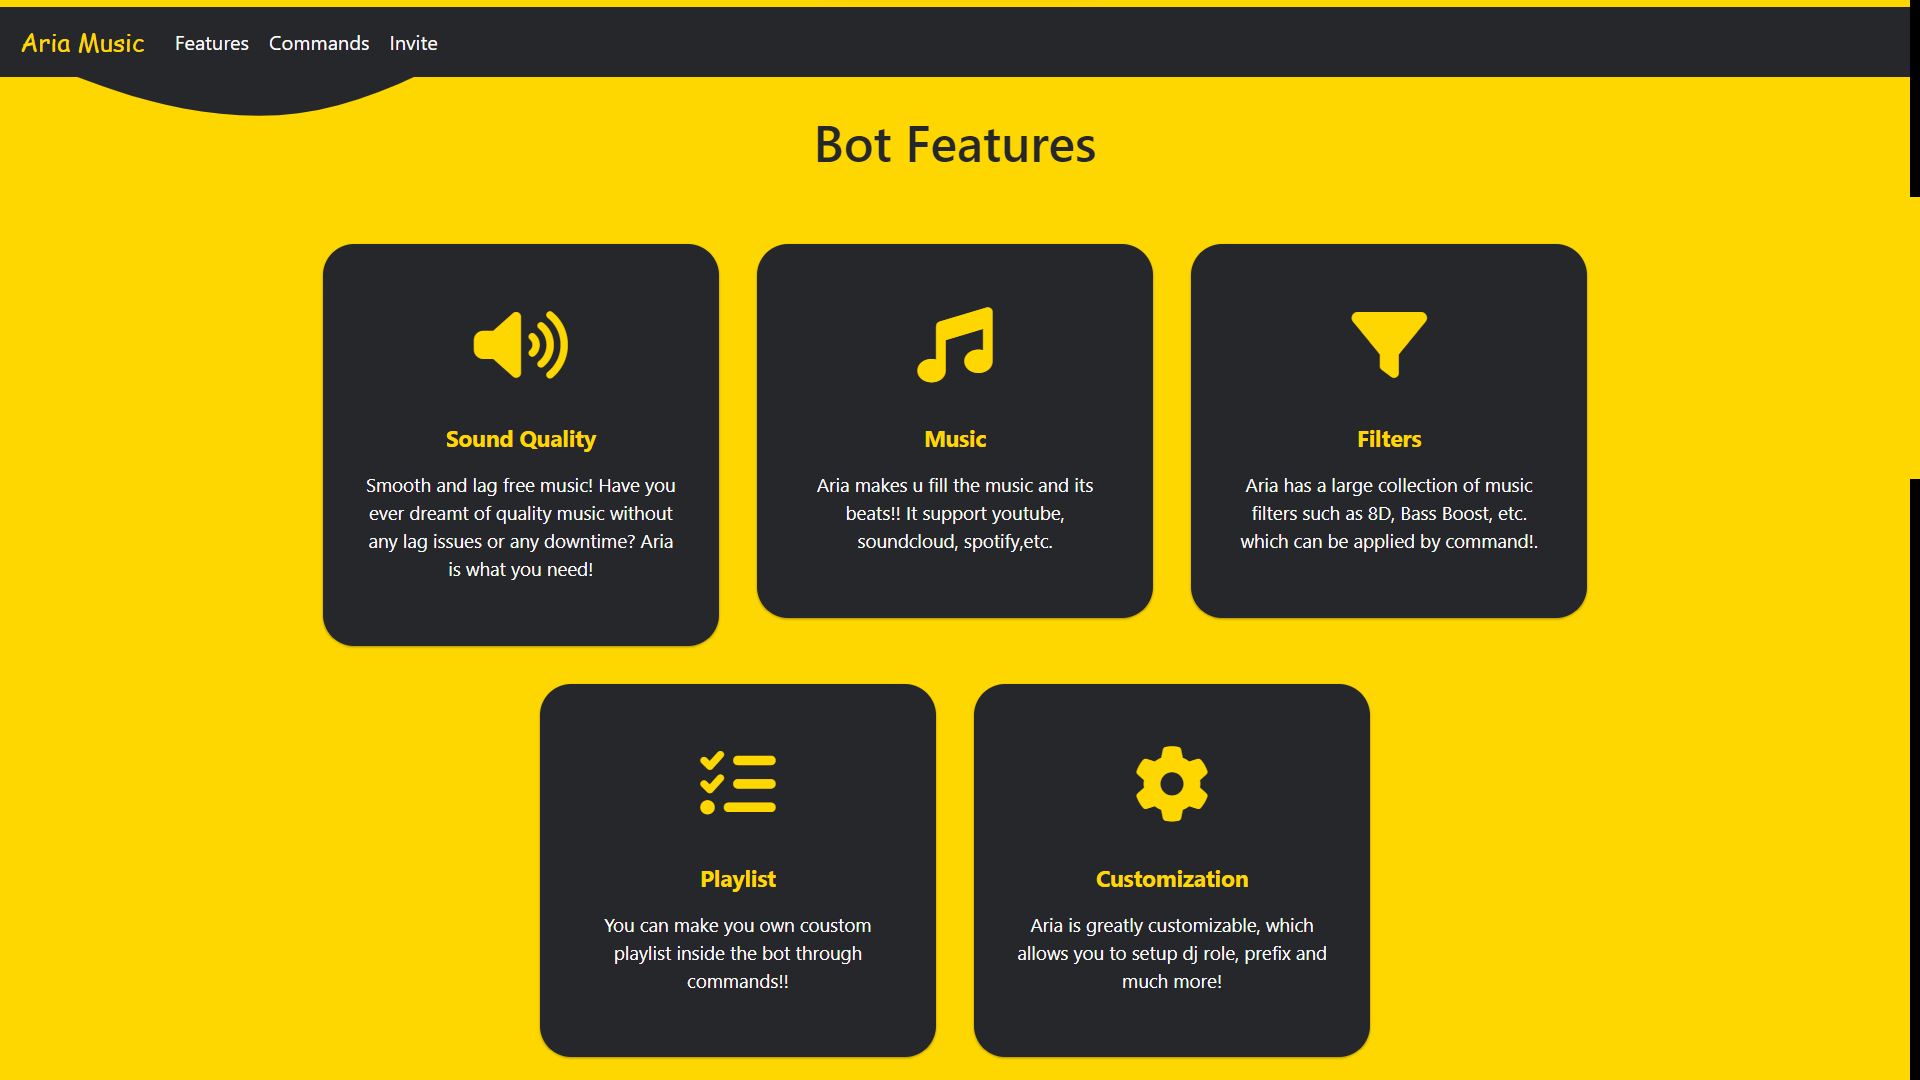 Aria Music Features Commands Invite
Bot Features
Sound Quality
Smooth and lag free music! Have you
ever dreamt of quality music without
any lag issues or any downtime? Aria
is what you need!
Music
Aria makes u fill the music and its
beats!! It support youtube,
soundcloud, spotify,etc.
Filters
Aria has a large collection of music
filters such as 8D, Bass Boost, etc.
which can be applied by command!.
Playlist
You can make you own coustom
playlist inside the bot through
commands!!
Customization
Aria is greatly customizable, which
allows you to setup dj role, prefix and
much more!